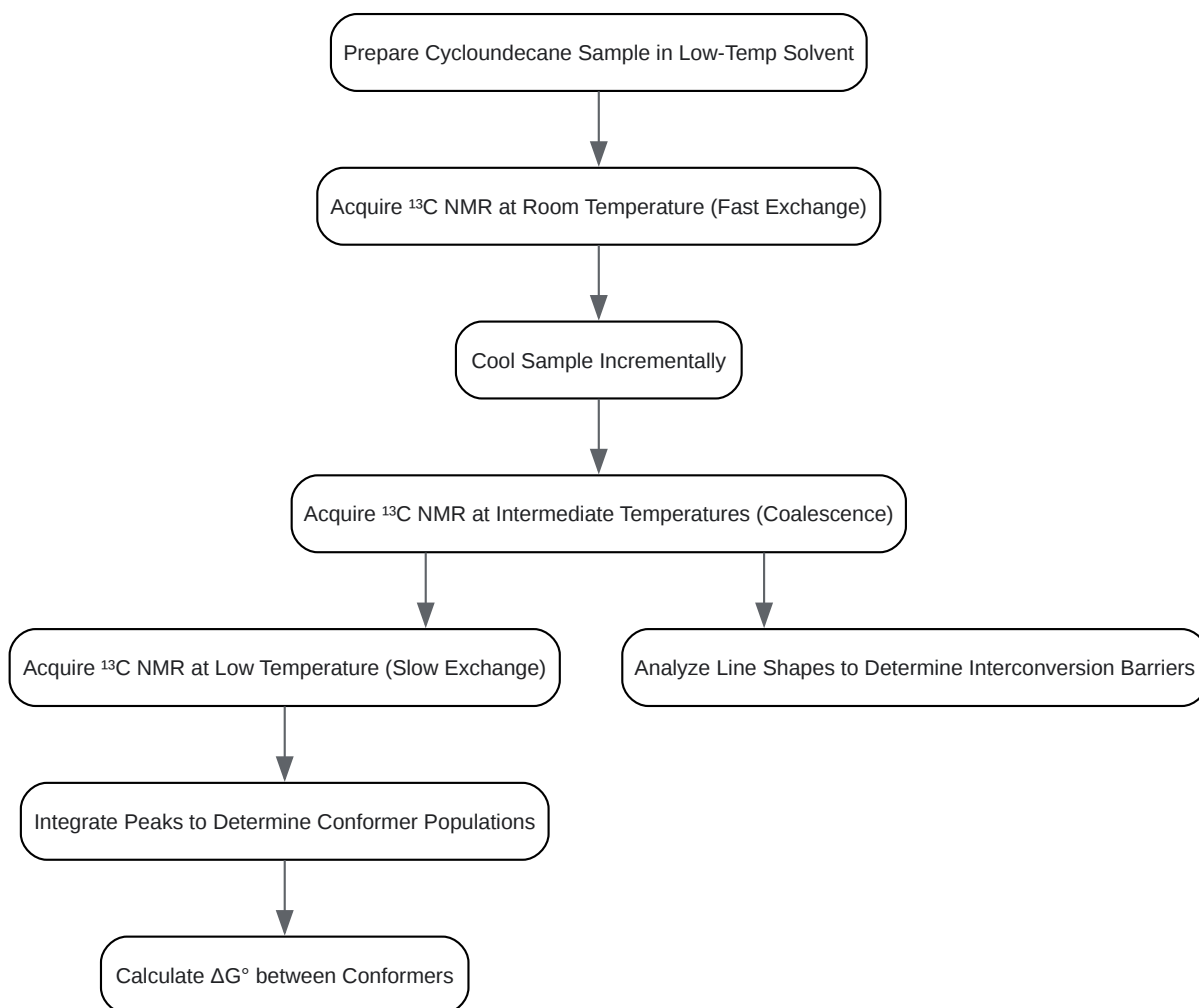 Prepare Cycloundecane Sample in Low-Temp Solvent
Acquire ¹³C NMR at Room Temperature (Fast Exchange)
Cool Sample Incrementally
Acquire ¹³C NMR at Intermediate Temperatures (Coalescence)
Acquire ¹³C NMR at Low Temperature (Slow Exchange)
Analyze Line Shapes to Determine Interconversion Barriers
Integrate Peaks to Determine Conformer Populations
Calculate ΔG° between Conformers